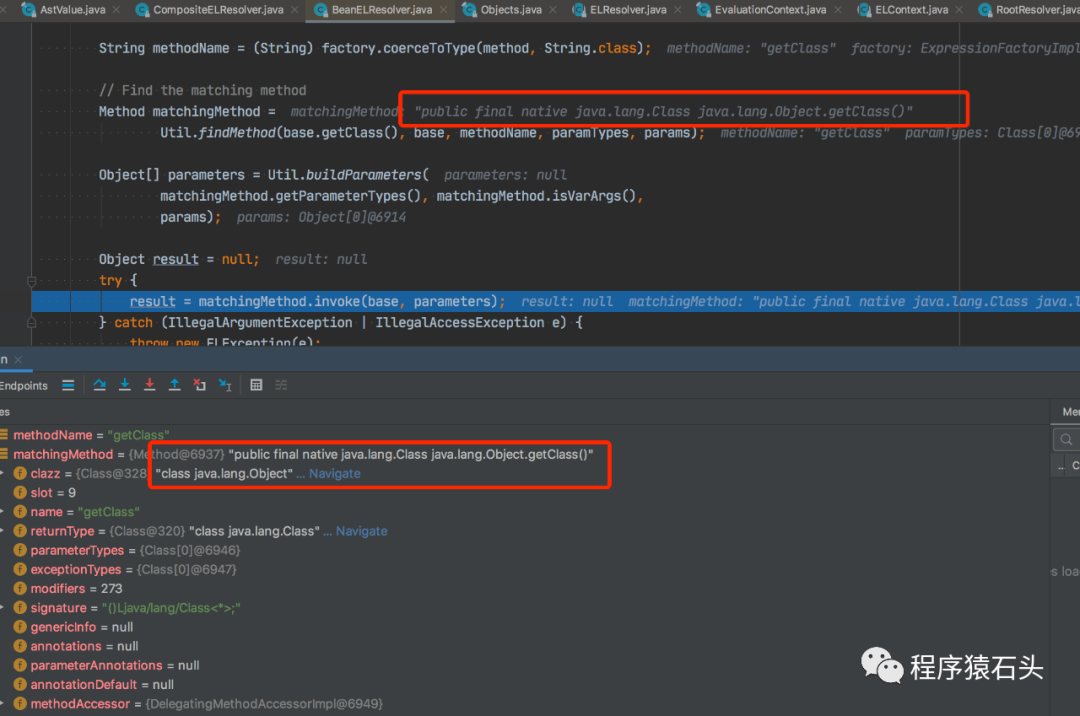 AstValue.java × CompositeELResolver.java × BeanELResolver.java × Objects.java × ELResolver.java × EvaluationContext.java × ELContext.java × RootResolver.java
String methodName = (String) factory.coerceToType(method, String.class); methodName: "getClass" factory: ExpressionFactoryImpl
// Find the matching method
Method matchingMethod = matchingMethod: "public final native java.lang.Class java.lang.Object.getClass()"
Util.findMethod(base.getClass(), base, methodName, paramTypes, params); methodName: "getClass" paramTypes: Class[0]@69
Object[] parameters = Util.buildParameters( parameters: null
matchingMethod.getParameterTypes(), matchingMethod.isVarArgs(),
params); params: Object[0]@6914
Object result = null; result: null
try {
result = matchingMethod.invoke(base, parameters); result: null matchingMethod: "public final native java.lang.Class java.l
} catch (IllegalArgumentException | IllegalAccessException e) {
throw new ELException(e);
n ×
Endpoints
es
Mer
methodName = "getClass"
matchingMethod = {Method@6937} "public final native java.lang.Class java.lang.Object.getClass()"
clazz = {Class@328 "class java.lang.Object" ... Navigate
slot = 9
name = "getClass"
returnType = {Class@320} "class java.lang.Class" ... Navigate
parameterTypes = {Class[0]@6946}
exceptionTypes = {Class[0]@6947}
s loa
modifiers = 273
signature = "()Ljava/lang/Class<*>;"
genericInfo = null
annotations = null
parameterAnnotations = null
annotationDefault = null
methodAccessor = {DelegatingMethodAccessorImpl@6949}
程序猿石头